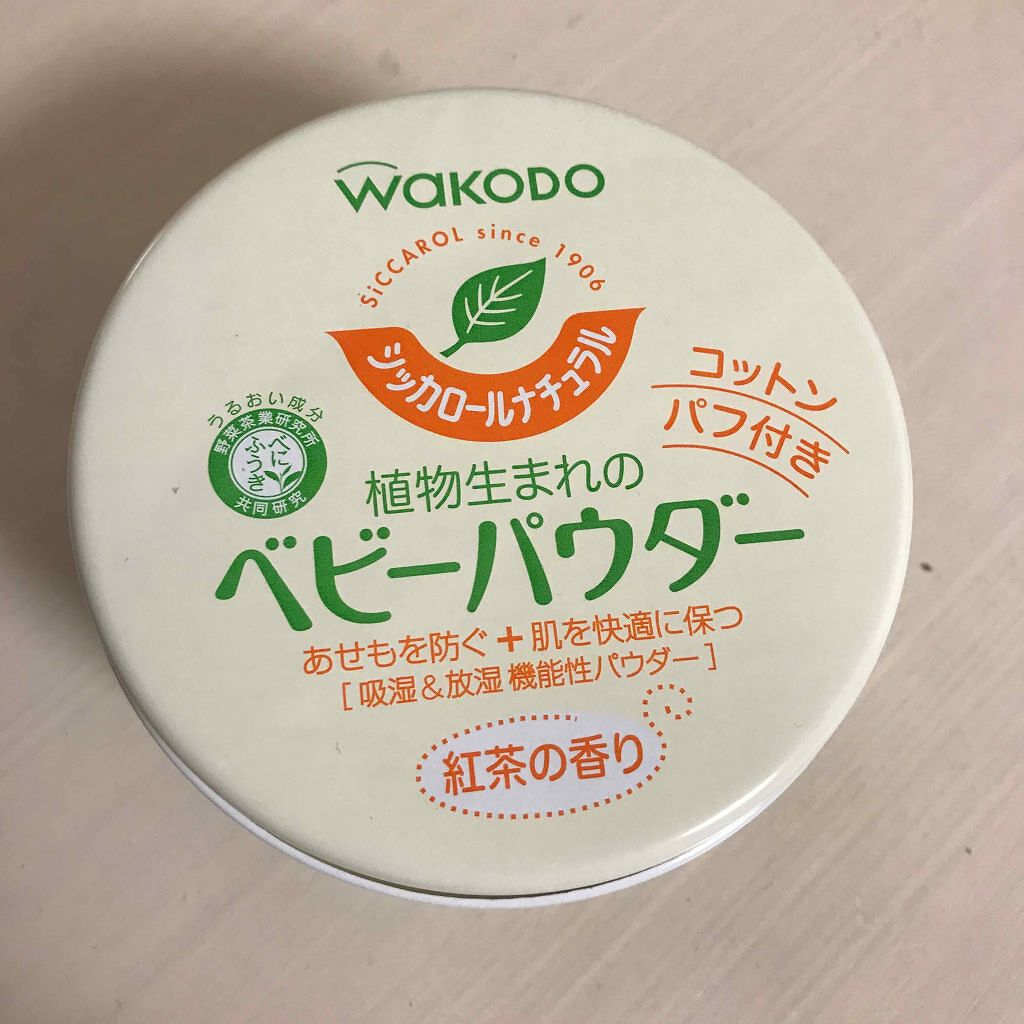 wakodo
SiCCAROL since 1906
シッカロールナチュラル
コットン
パフ付き
うるおい成分
野菜茶業研究所
べに
ふうき
共同研究
植物生まれの
ベビーパウダー
あせもを防ぐ+肌を快適に保つ
[吸湿&放湿 機能性パウダー]
紅茶の香り